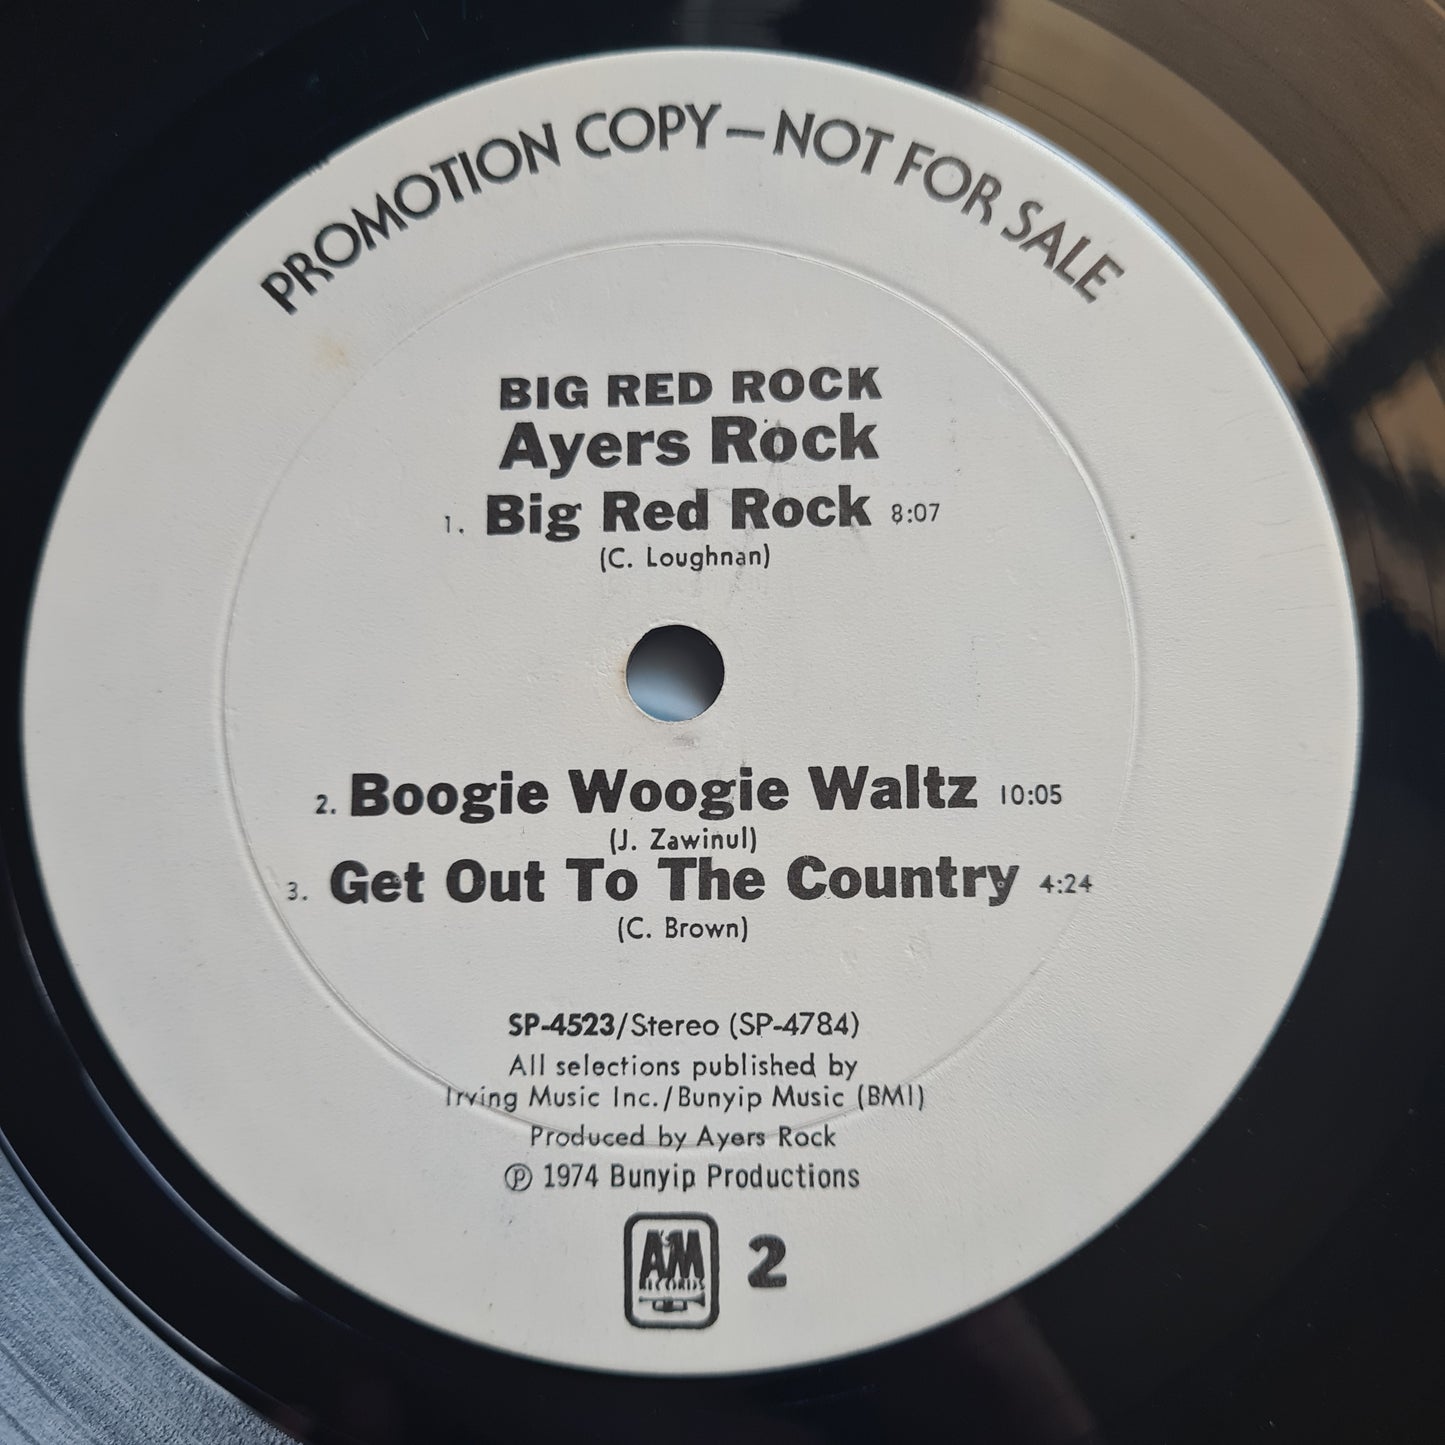 PROMOTION COPY—NOT FOR SALE
BIG RED ROCK
Ayers Rock
1. Big Red Rock 8:07
(C. Loughnan)
2. Boogie Woogie Waltz 10:05
(J. Zawinul)
3. Get Out To The Country 4:24
(C. Brown)
SP-4523/Stereo (SP-4784)
All selections published by
Irving Music Inc./Bunyip Music (BMI)
Produced by Ayers Rock
℗ 1974 Bunyip Productions
A&M 2
RECORDS